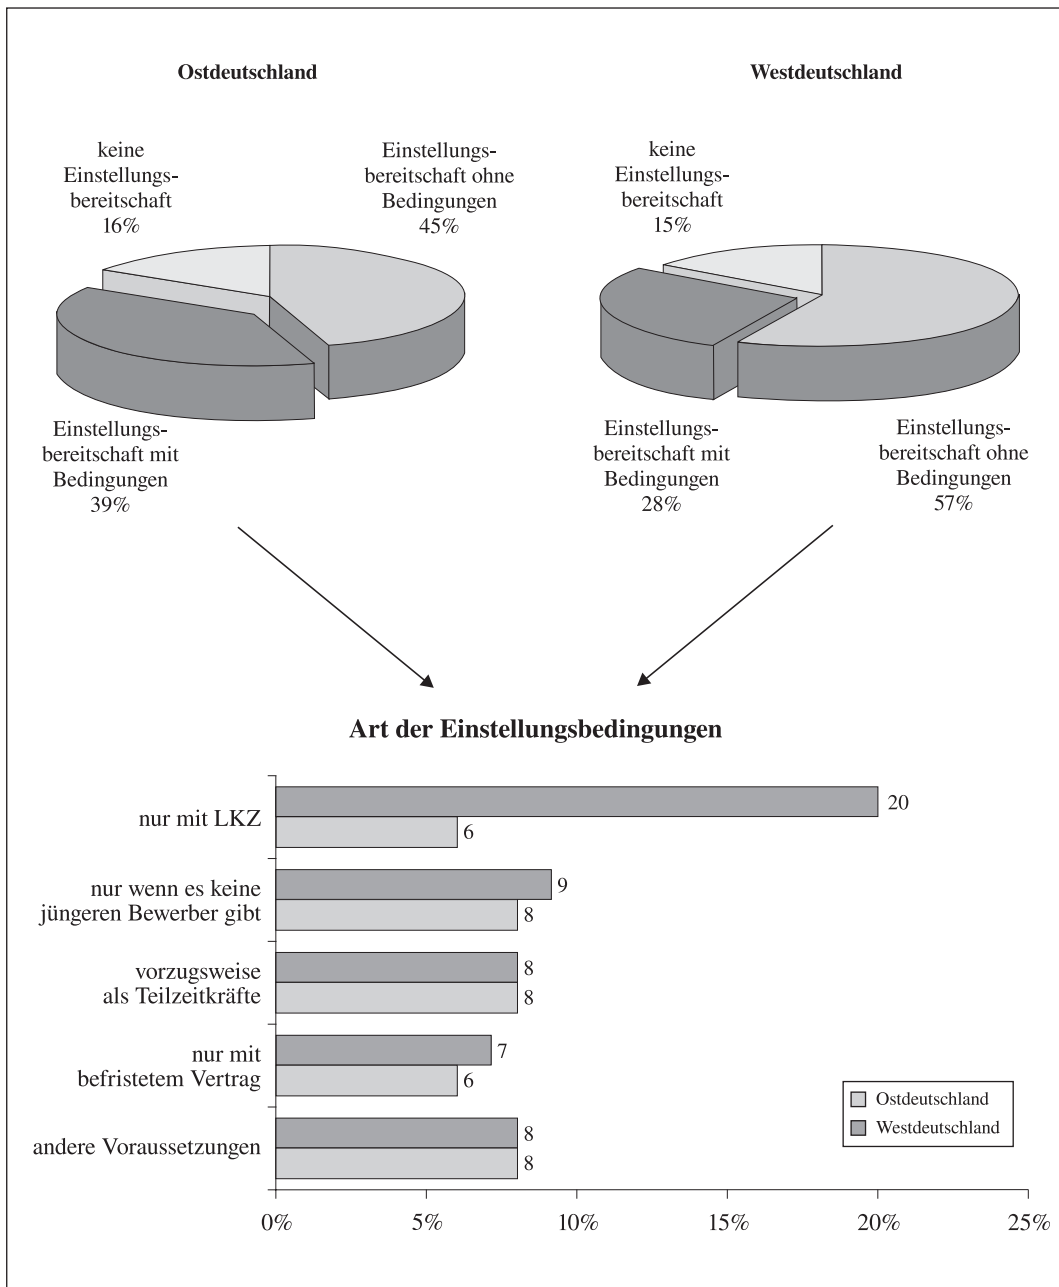 Ostdeutschland
Westdeutschland
keine
Einstellungs-
bereitschaft
16%
Einstellungs-
bereitschaft ohne
Bedingungen
45%
keine
Einstellungs-
bereitschaft
15%
Einstellungs-
bereitschaft mit
Bedingungen
39%
Einstellungs-
bereitschaft mit
Bedingungen
28%
Einstellungs-
bereitschaft ohne
Bedingungen
57%
Art der Einstellungsbedingungen
nur mit LKZ
20
6
nur wenn es keine
jüngeren Bewerber gibt
9
8
vorzugsweise
als Teilzeitkräfte
8
8
nur mit
befristetem Vertrag
7
6
andere Voraussetzungen
8
8
Ostdeutschland
Westdeutschland
0%
5%
10%
15%
20%
25%